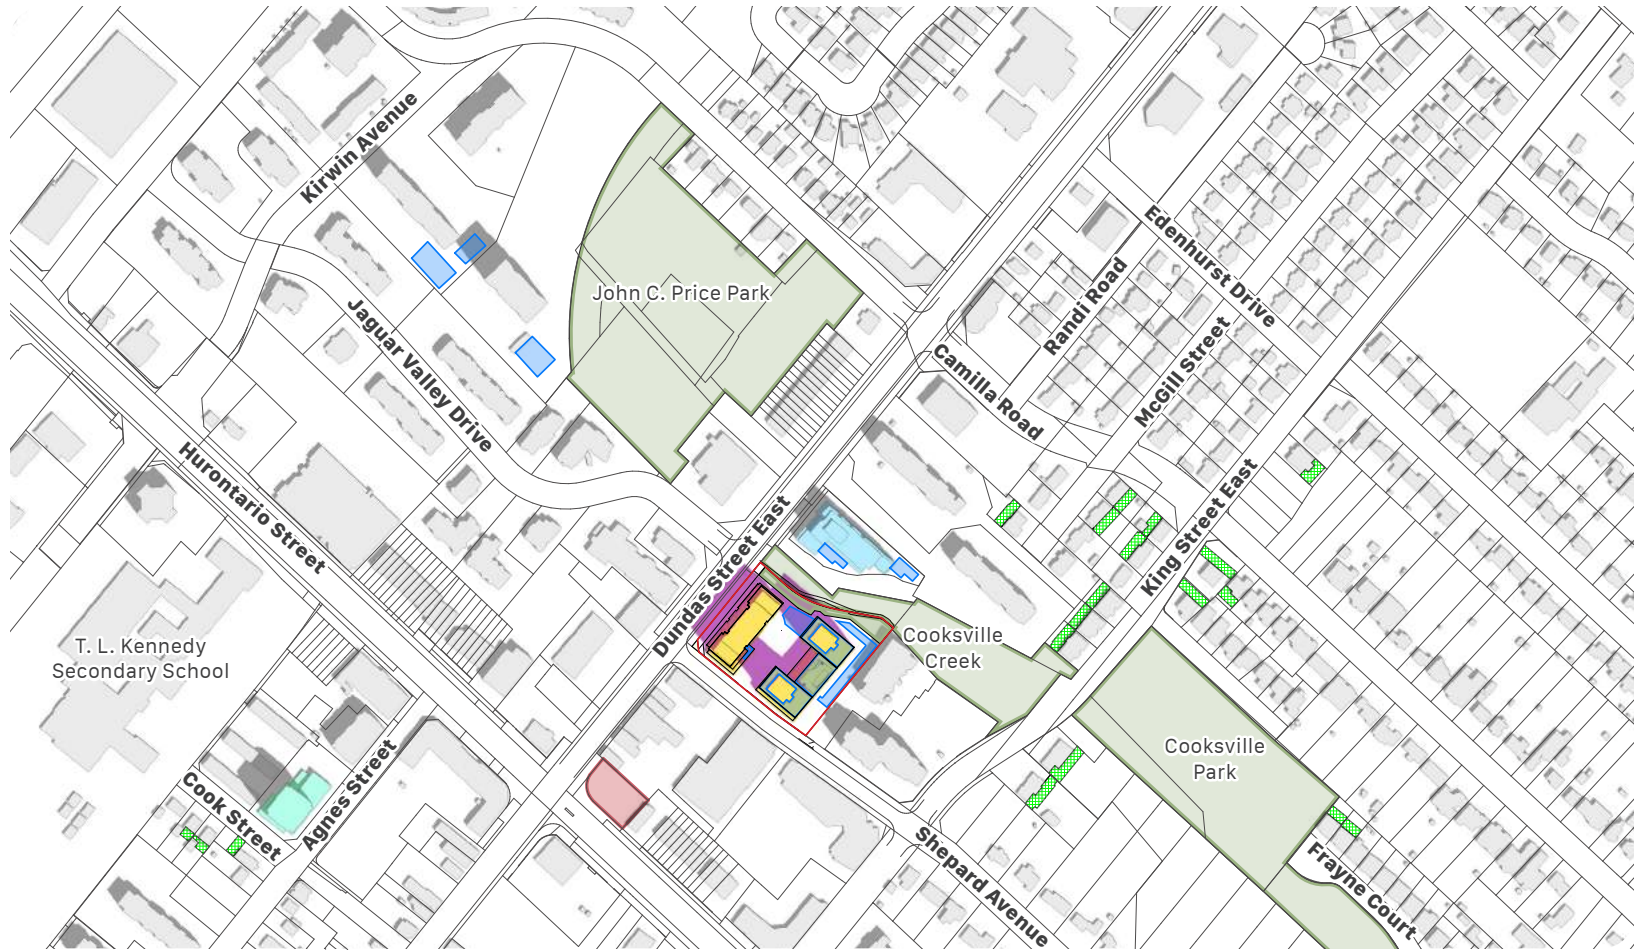 Kirwin Avenue
Edenhurst Drive
John C. Price Park
Randi Road
Jaguar Valley Drive
McGill Street
Camilla Road
Hurontario Street
King Street East
Dundas Street East
T. L. Kennedy
Secondary School
Cooksville
Creek
Cooksville
Park
Cook Street
Agnes Street
Shepard Avenue
Frayne Court